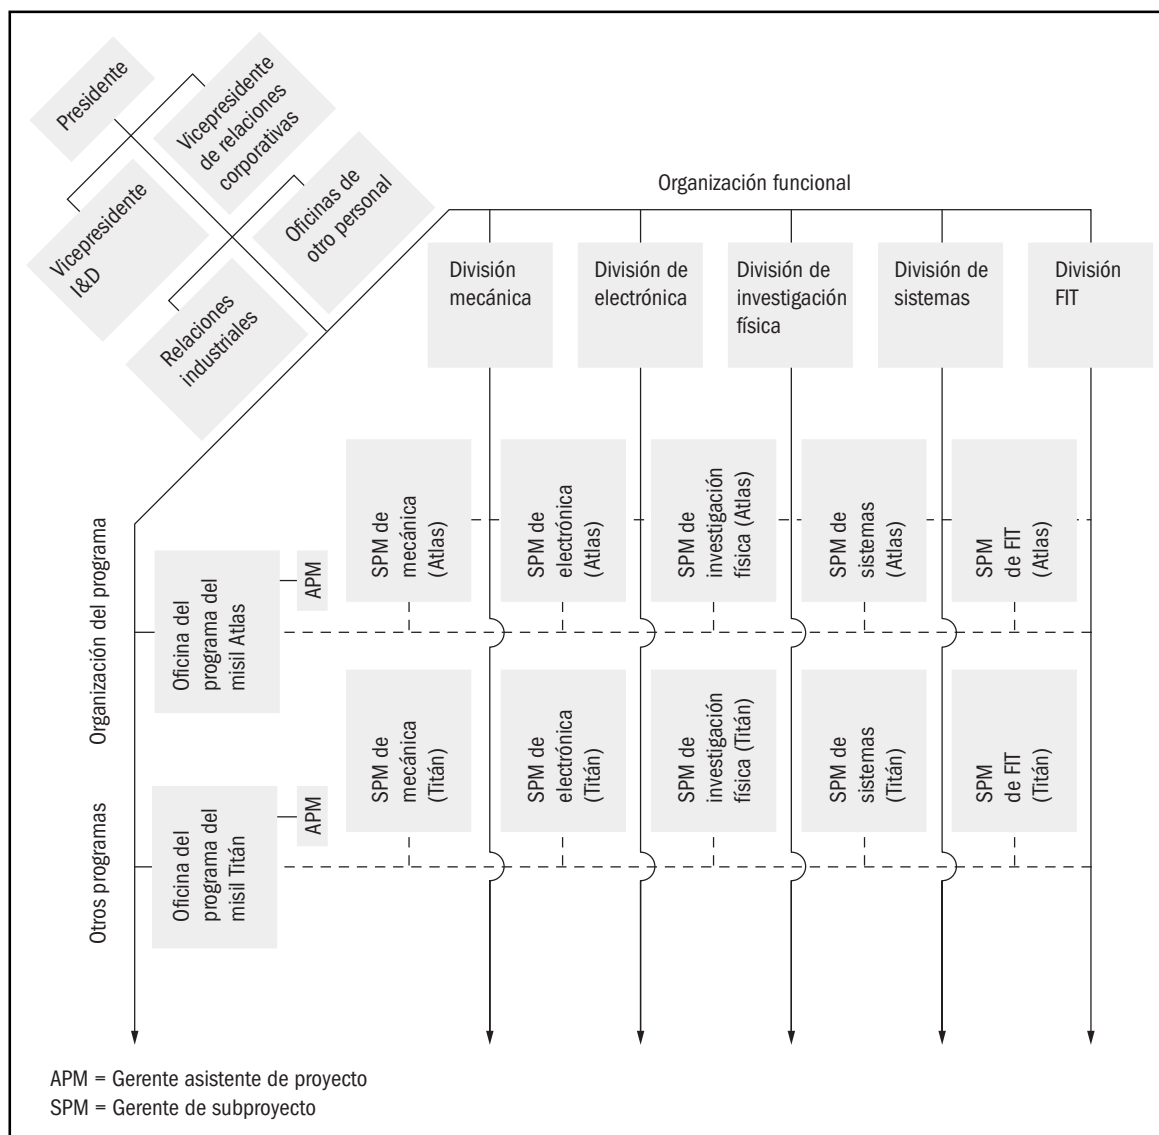 Presidente
Vicepresidente
de relaciones
corporativas
Vicepresidente
I&D
Oficinas de
otro personal
Relaciones
industriales
Organización funcional
División
mecánica
División de
electrónica
División de
investigación
física
División de
sistemas
División
FIT
Organización del programa
Oficina del
programa del
misil Atlas
APM
SPM de
mecánica
(Atlas)
SPM de
electrónica
(Atlas)
SPM de
investigación
física (Atlas)
SPM de
sistemas
(Atlas)
SPM
de FIT
(Atlas)
Otros programas
Oficina del
programa del
misil Titán
APM
SPM de
mecánica
(Titán)
SPM de
electrónica
(Titán)
SPM de
investigación
física (Titán)
SPM de
sistemas
(Titán)
SPM
de FIT
(Titán)
APM = Gerente asistente de proyecto
SPM = Gerente de subproyecto